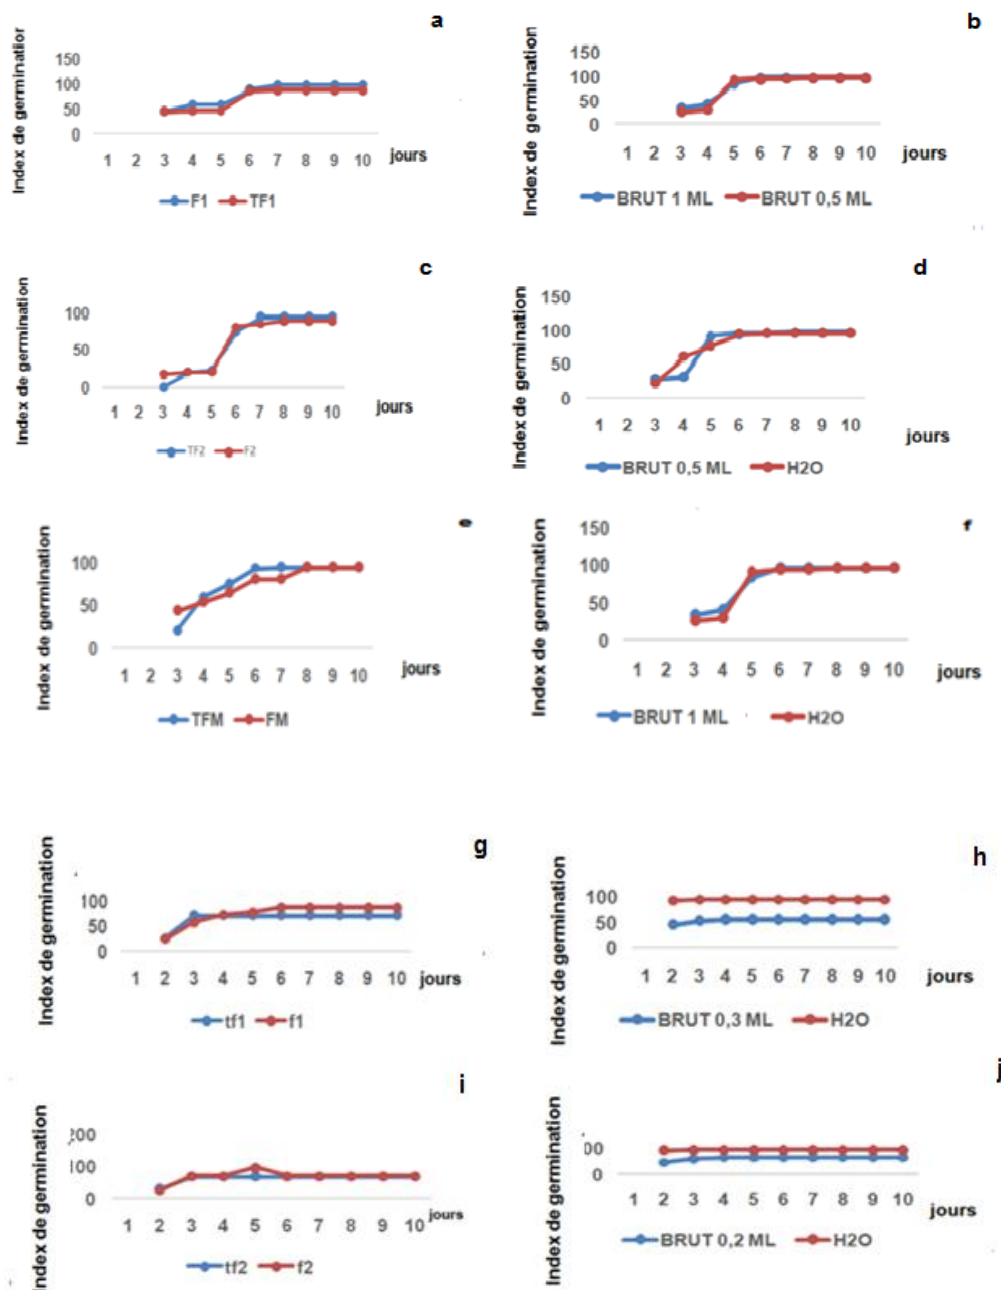 a
Index de germination
150
100
50
0
1 2 3 4 5 6 7 8 9 10
jours
F1 TF1
b
Index de germination
150
100
50
0
1 2 3 4 5 6 7 8 9 10
jours
BRUT 1 ML BRUT 0,5 ML
c
Index de germination
100
50
0
1 2 3 4 5 6 7 8 9 10
jours
TF2 F2
d
Index de germination
150
100
50
0
1 2 3 4 5 6 7 8 9 10
jours
BRUT 0,5 ML H2O
e
Index de germination
100
50
0
1 2 3 4 5 6 7 8 9 10
jours
TFM FM
f
Index de germination
150
100
50
0
1 2 3 4 5 6 7 8 9 10
jours
BRUT 1 ML H2O
g
Index de germination
100
50
0
1 2 3 4 5 6 7 8 9 10
jours
tf1 f1
h
Index de germination
100
50
0
1 2 3 4 5 6 7 8 9 10
jours
BRUT 0,3 ML H2O
i
Index de germination
200
100
0
1 2 3 4 5 6 7 8 9 10
jours
tf2 f2
j
Index de germination
00
0
1 2 3 4 5 6 7 8 9 10
jours
BRUT 0,2 ML H2O